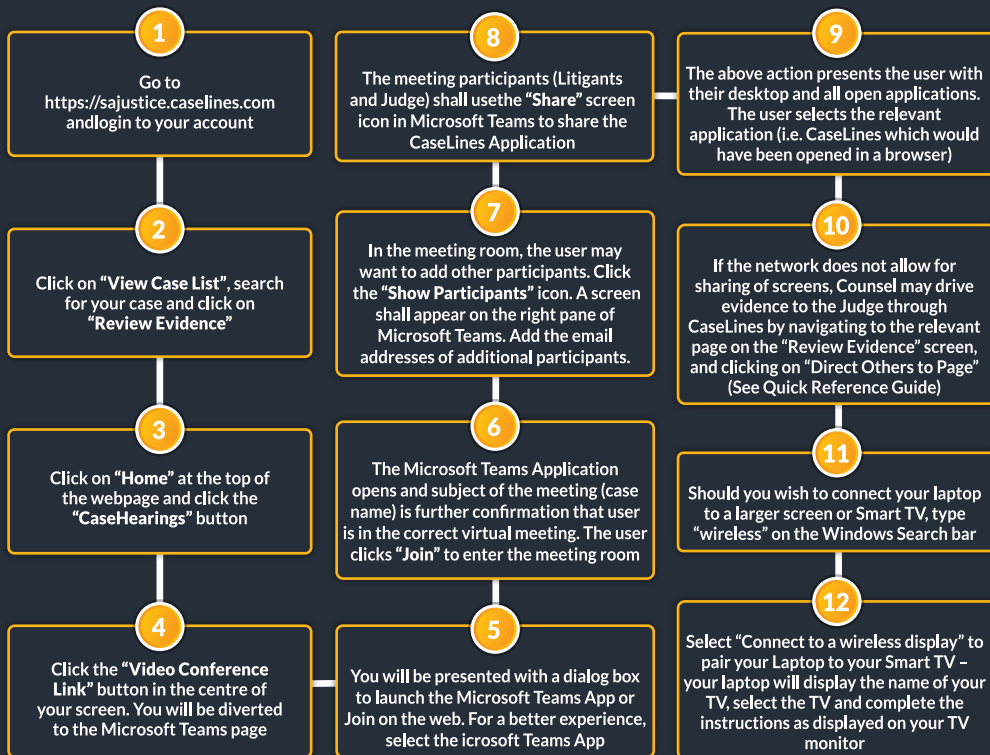 1
Go to
https://sajustice.caselines.com
andlogin to your account
2
Click on “View Case List”, search
for your case and click on
“Review Evidence”
3
Click on “Home” at the top of
the webpage and click the
“CaseHearings” button
4
Click the “Video Conference
Link” button in the centre of
your screen. You will be diverted
to the Microsoft Teams page
5
You will be presented with a dialog box
to launch the Microsoft Teams App or
Join on the web. For a better experience,
select the icrosoft Teams App
6
The Microsoft Teams Application
opens and subject of the meeting (case
name) is further confirmation that user
is in the correct virtual meeting. The user
clicks “Join” to enter the meeting room
7
In the meeting room, the user may
want to add other participants. Click
the “Show Participants” icon. A screen
shall appear on the right pane of
Microsoft Teams. Add the email
addresses of additional participants.
8
The meeting participants (Litigants
and Judge) shall usethe “Share” screen
icon in Microsoft Teams to share the
CaseLines Application
9
The above action presents the user with
their desktop and all open applications.
The user selects the relevant
application (i.e. CaseLines which would
have been opened in a browser)
10
If the network does not allow for
sharing of screens, Counsel may drive
evidence to the Judge through
CaseLines by navigating to the relevant
page on the “Review Evidence” screen,
and clicking on “Direct Others to Page”
(See Quick Reference Guide)
11
Should you wish to connect your laptop
to a larger screen or Smart TV, type
“wireless” on the Windows Search bar
12
Select “Connect to a wireless display” to
pair your Laptop to your Smart TV –
your laptop will display the name of your
TV, select the TV and complete the
instructions as displayed on your TV
monitor